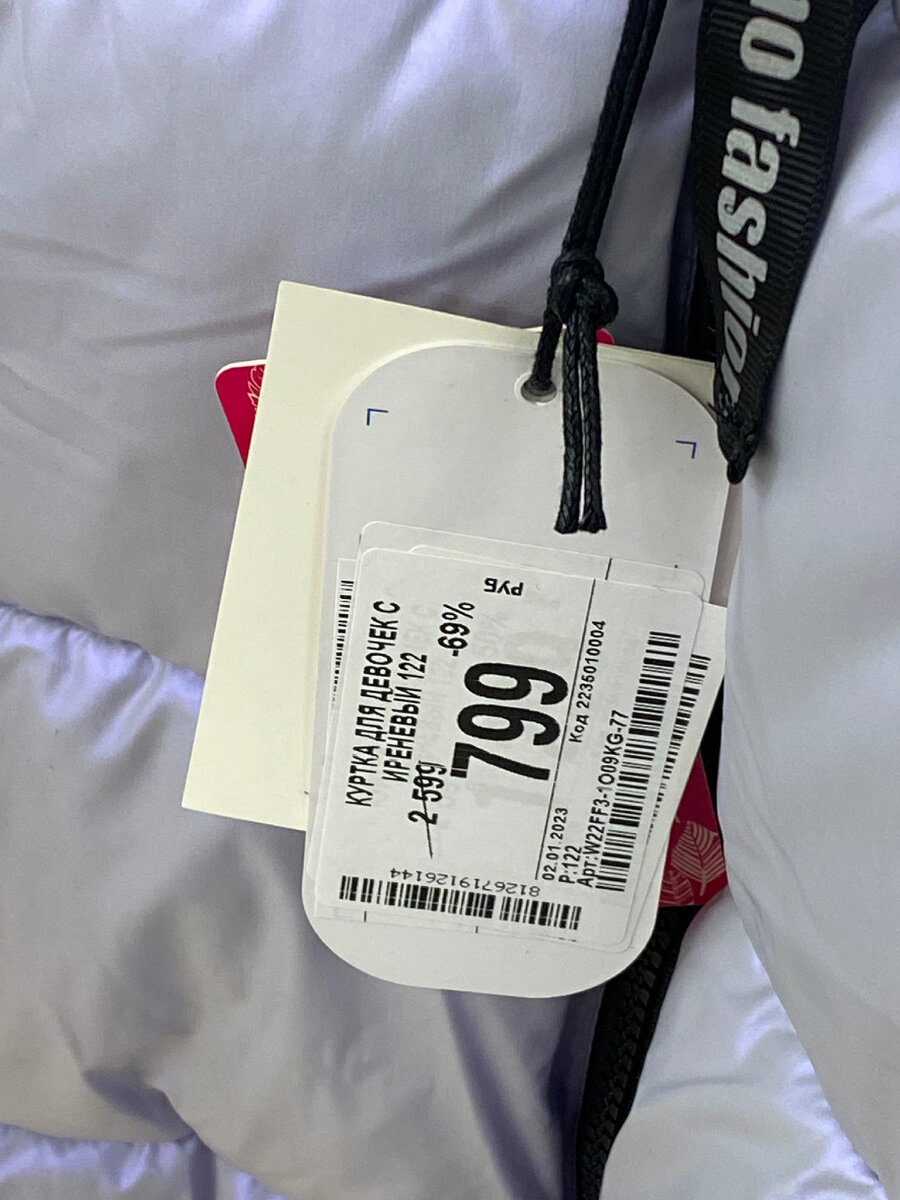 no fashion
КУРТКА ДЛЯ ДЕВОЧЕК С
ИРЕНЕВЫЙ 122
2 599
-69%
799
РУБ
02.01.2023
Код 2235010004
Р:122
Арт:W22FF3-1O09KG-77
8126719126144